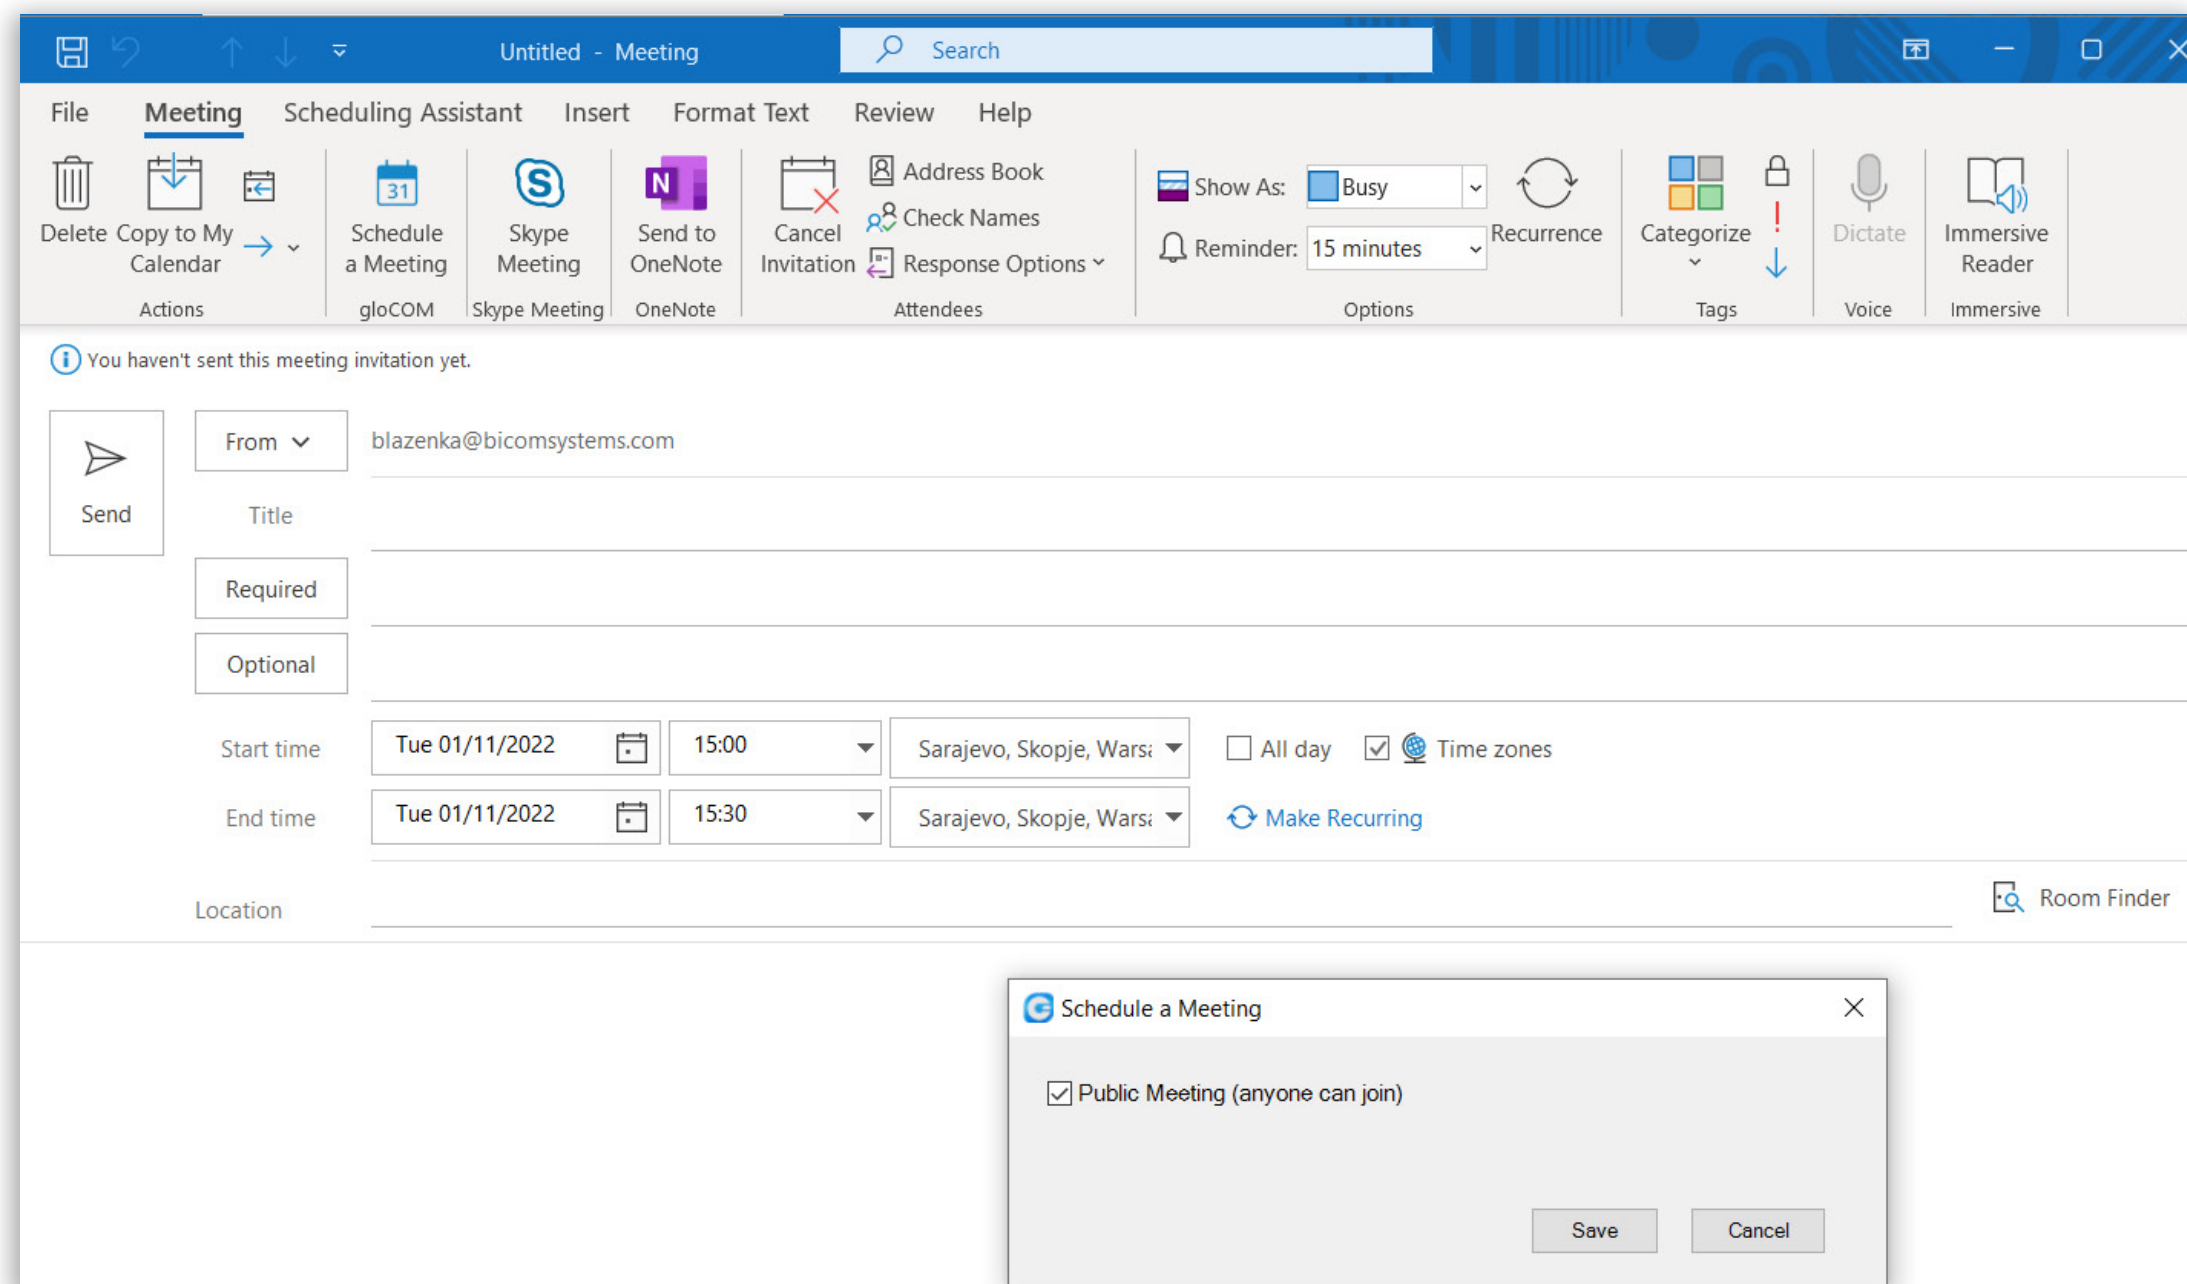 Untitled - Meeting
Search
File Meeting Scheduling Assistant Insert Format Text Review Help
Delete
Copy to My Calendar
Actions
31
Schedule a Meeting
gloCOM
S
Skype Meeting
Skype Meeting
N
Send to OneNote
OneNote
Cancel Invitation
Address Book
Check Names
Response Options
Attendees
Show As: Busy
Reminder: 15 minutes
Recurrence
Options
Categorize
Tags
Dictate
Voice
Immersive Reader
Immersive
You haven't sent this meeting invitation yet.
Send
From blazenka@bicomsystems.com
Title
Required
Optional
Start time Tue 01/11/2022 15:00 Sarajevo, Skopje, Warsa All day Time zones
End time Tue 01/11/2022 15:30 Sarajevo, Skopje, Warsa Make Recurring
Location
Room Finder
Schedule a Meeting
Public Meeting (anyone can join)
Save Cancel